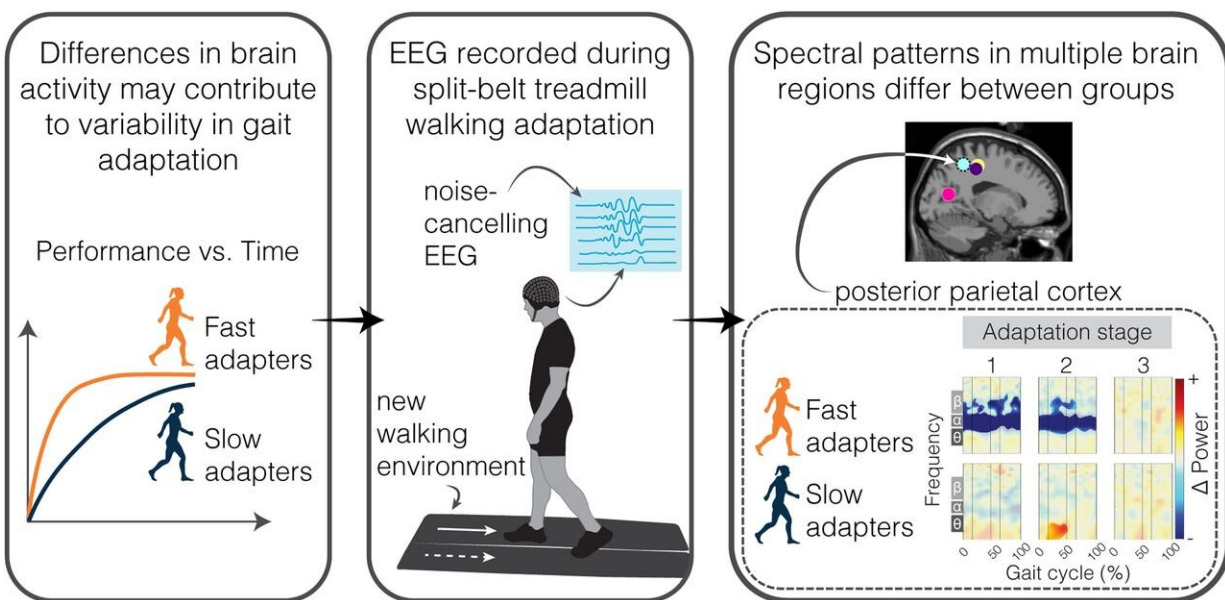 Differences in brain
activity may contribute
to variability in gait
adaptation
Performance vs. Time
Fast
adapters
Slow
adapters
EEG recorded during
split-belt treadmill
walking adaptation
noise-
cancelling
EEG
new
walking
environment
Spectral patterns in multiple brain
regions differ between groups
posterior parietal cortex
Adaptation stage
1 2 3
Fast
adapters
Slow
adapters
Frequency
β
α
θ
β
α
θ
+
Δ Power
-
0 50 100 0 50 100 0 50 100
Gait cycle (%)